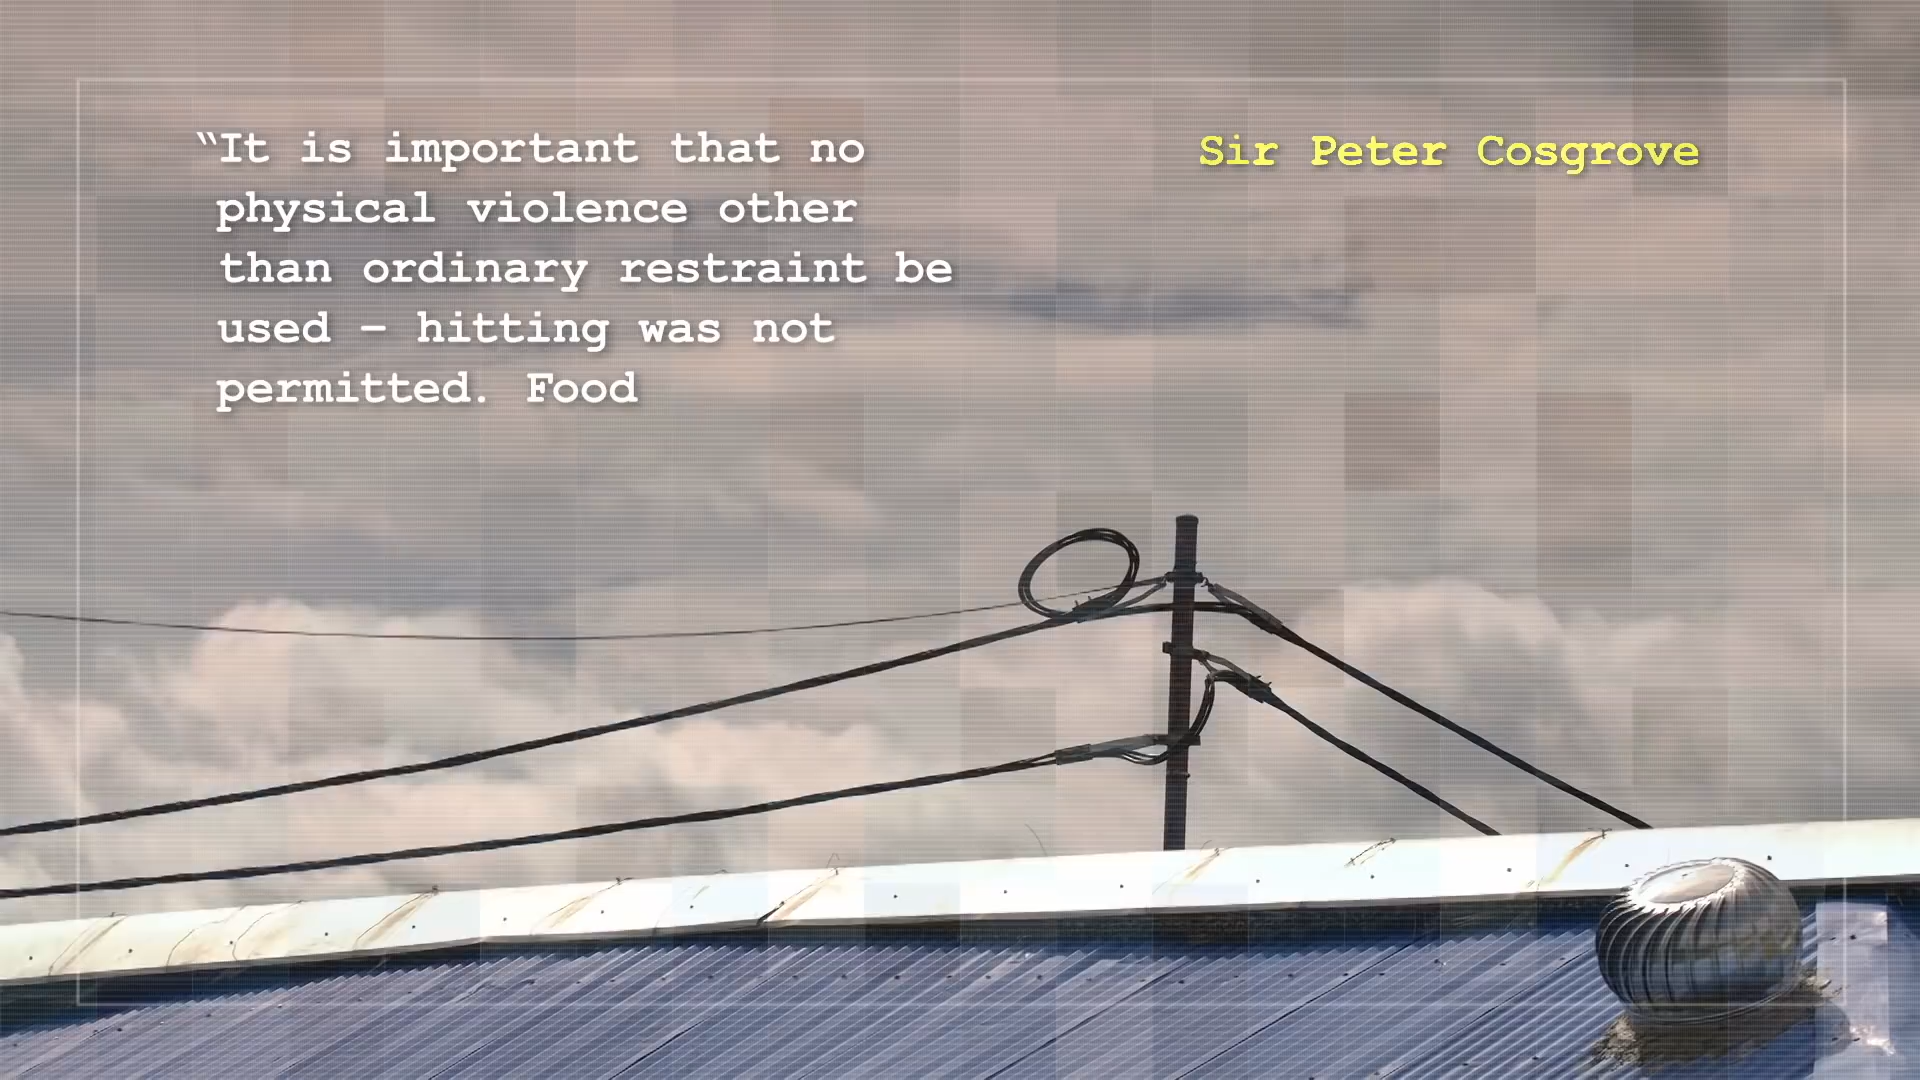 “It is important that no
physical violence other
than ordinary restraint be
used – hitting was not
permitted. Food
Sir Peter Cosgrove